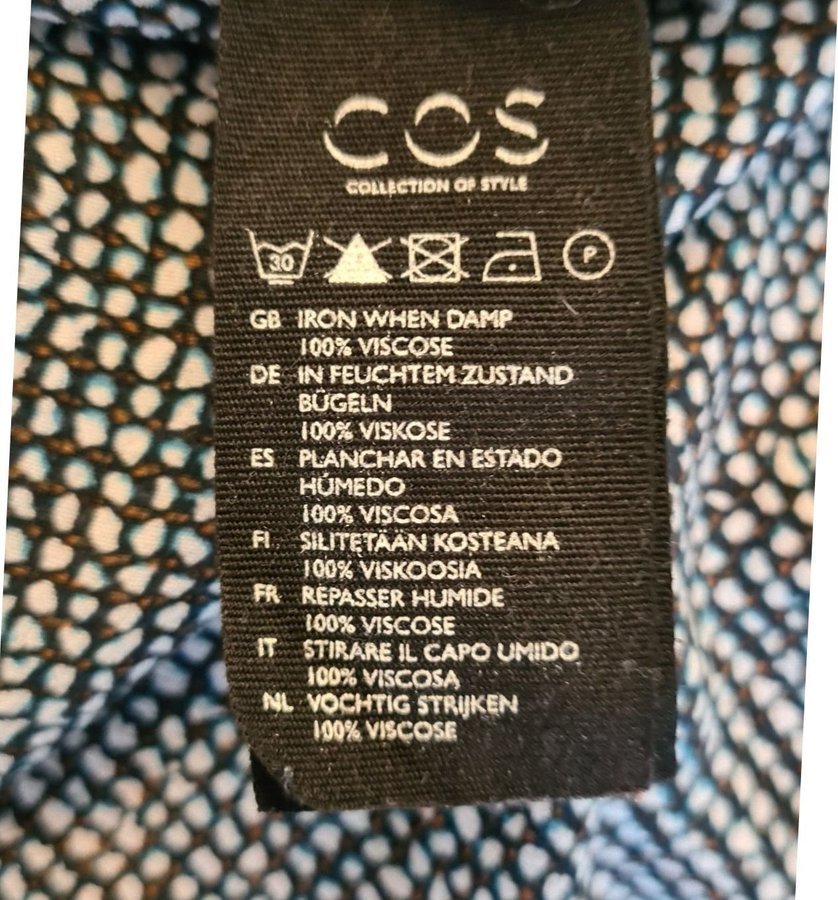 COS
COLLECTION OF STYLE
30 P
GB IRON WHEN DAMP
100% VISCOSE
DE IN FEUCHTEM ZUSTAND
BÜGELN
100% VISKOSE
ES PLANCHAR EN ESTADO
HÚMEDO
100% VISCOSA
FI SILITETÄÄN KOSTEANA
100% VISKOOSIA
FR REPASSER HUMIDE
100% VISCOSE
IT STIRARE IL CAPO UMIDO
100% VISCOSA
NL VOCHTIG STRIJKEN
100% VISCOSE